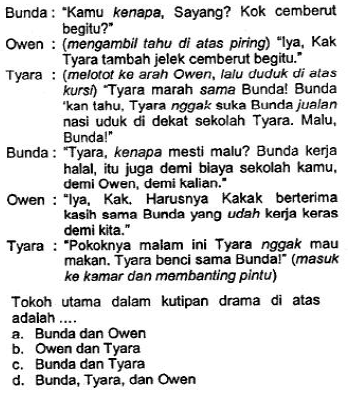 Bunda : "Kamu kenapa, Sayang? Kok cemberut
begitu?"
Owen : (mengambil tahu di atas piring) "Iya, Kak
Tyara tambah jelek cemberut begitu."
Tyara : (melotot ke arah Owen, lalu duduk di atas
kursi) "Tyara marah sama Bunda! Bunda
'kan tahu, Tyara nggak suka Bunda jualan
nasi uduk di dekat sekolah Tyara. Malu,
Bunda!"
Bunda : "Tyara, kenapa mesti malu? Bunda kerja
halal, itu juga demi biaya sekolah kamu,
demi Owen, demi kalian."
Owen : "Iya, Kak. Harusnya Kakak berterima
kasih sama Bunda yang udah kerja keras
demi kita."
Tyara : "Pokoknya malam ini Tyara nggak mau
makan. Tyara benci sama Bunda!" (masuk
ke kamar dan membanting pintu)
Tokoh utama dalam kutipan drama di atas
adalah ....
a. Bunda dan Owen
b. Owen dan Tyara
c. Bunda dan Tyara
d. Bunda, Tyara, dan Owen